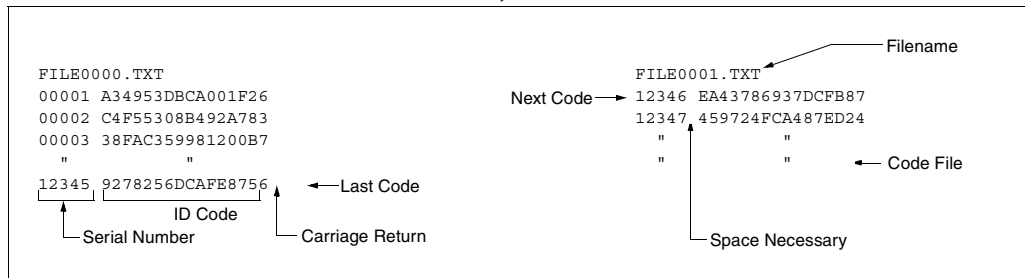 FILE0000.TXT
00001 A34953DBCA001F26
00002 C4F55308B492A783
00003 38FAC359981200B7
" "
12345 9278256DCAFE8756
Last Code
ID Code
Serial Number
Carriage Return
Filename
FILE0001.TXT
Next Code
12346 EA43786937DCFB87
12347 459724FCA487ED24
" "
" "
Code File
Space Necessary